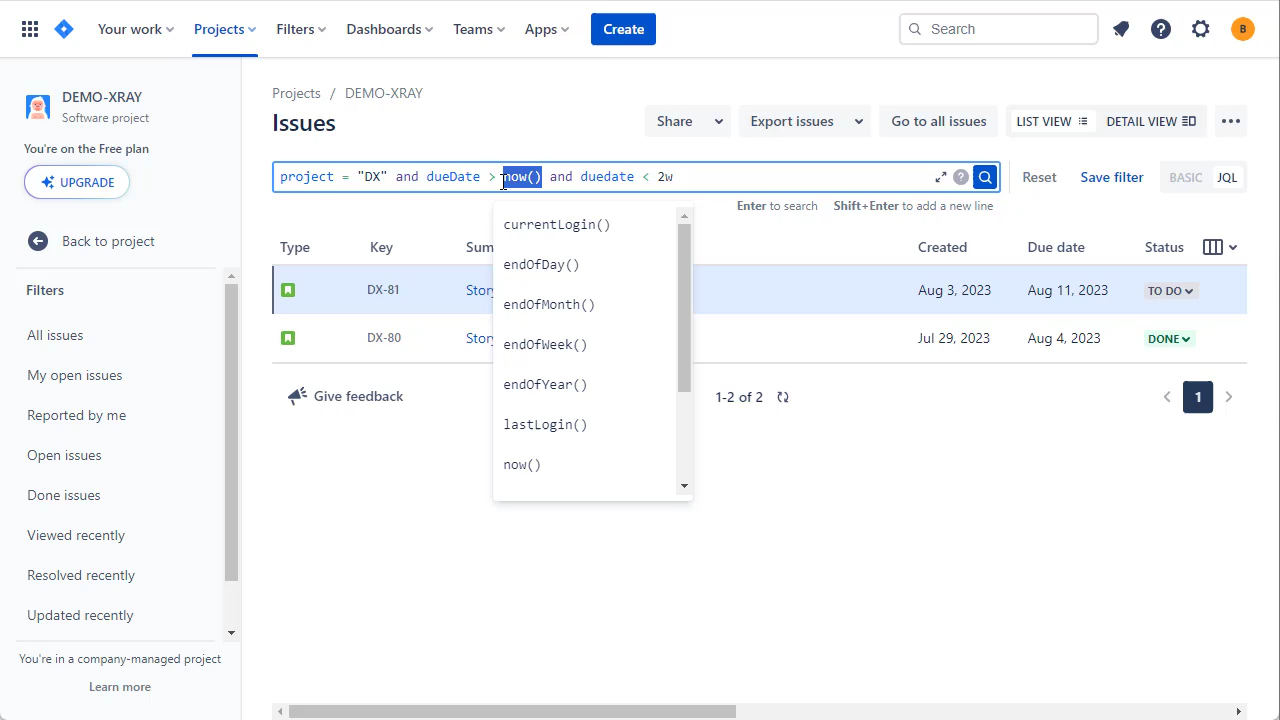 Your work
Projects
Filters
Dashboards
Teams
Apps
Create
Search
B
DEMO-XRAY
Software project
You're on the Free plan
UPGRADE
Back to project
Filters
All issues
My open issues
Reported by me
Open issues
Done issues
Viewed recently
Resolved recently
Updated recently
You're in a company-managed project
Learn more
Projects / DEMO-XRAY
Issues
Share
Export issues
Go to all issues
LIST VIEW
DETAIL VIEW
project = "DX" and dueDate > now() and duedate < 2w
Reset
Save filter
BASIC
JQL
Enter to search Shift+Enter to add a new line
currentLogin()
endOfDay()
endOfMonth()
endOfWeek()
endOfYear()
lastLogin()
now()
Type Key Sum Created Due date Status
DX-81 Story Aug 3, 2023 Aug 11, 2023 TO DO
DX-80 Story Jul 29, 2023 Aug 4, 2023 DONE
Give feedback
1-2 of 2
1